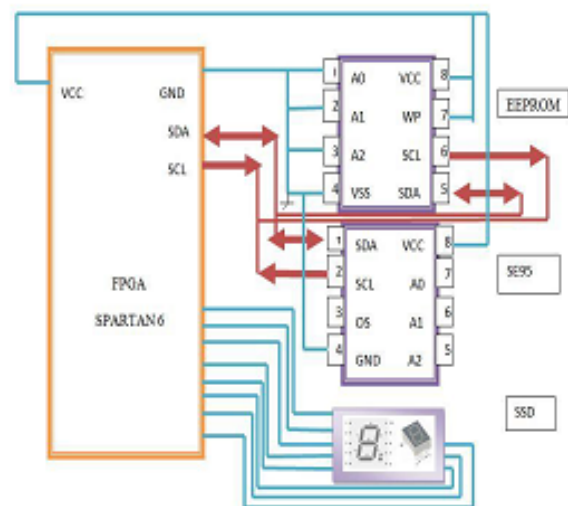 VCC
GND
SDA
SCL
FPGA
SPARTAN6
1 A0 VCC 8
2 A1 WP 7
3 A2 SCL 6
4 VSS SDA 5
EEPROM
1 SDA VCC 8
2 SCL A0 7
3 OS A1 6
4 GND A2 5
SE95
SSD